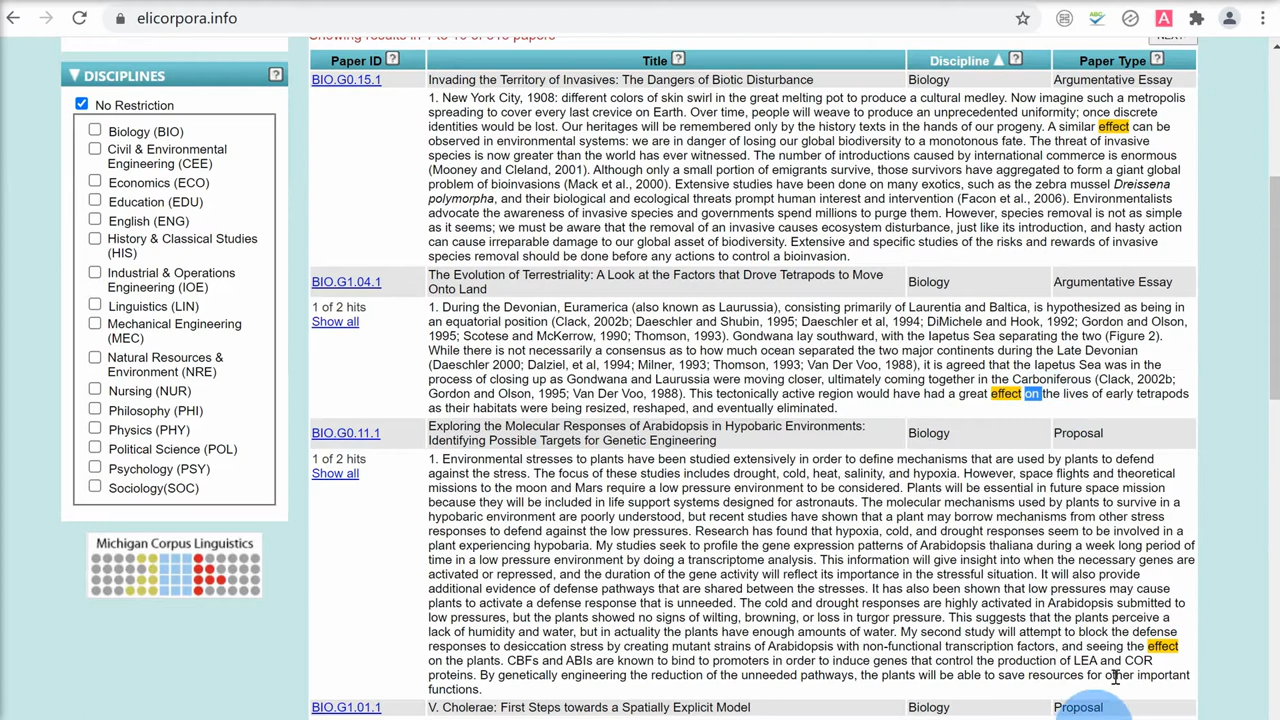 elicorpora.info
DISCIPLINES
?
No Restriction
Biology (BIO)
Civil & Environmental
Engineering (CEE)
Economics (ECO)
Education (EDU)
English (ENG)
History & Classical Studies
(HIS)
Industrial & Operations
Engineering (IOE)
Linguistics (LIN)
Mechanical Engineering
(MEC)
Natural Resources &
Environment (NRE)
Nursing (NUR)
Philosophy (PHI)
Physics (PHY)
Political Science (POL)
Psychology (PSY)
Sociology(SOC)
Michigan Corpus Linguistics
Paper ID ? Title ? Discipline ? Paper Type ?
BIO.G0.15.1 Invading the Territory of Invasives: The Dangers of Biotic Disturbance Biology Argumentative Essay
1. New York City, 1908: different colors of skin swirl in the great melting pot to produce a cultural medley. Now imagine such a metropolis
spreading to cover every last crevice on Earth. Over time, people will weave to produce an unprecedented uniformity; once discrete
identities would be lost. Our heritages will be remembered only by the history texts in the hands of our progeny. A similar effect can be
observed in environmental systems: we are in danger of losing our global biodiversity to a monotonous fate. The threat of invasive
species is now greater than the world has ever witnessed. The number of introductions caused by international commerce is enormous
(Mooney and Cleland, 2001). Although only a small portion of emigrants survive, those survivors have aggregated to form a giant global
problem of bioinvasions (Mack et al., 2000). Extensive studies have been done on many exotics, such as the zebra mussel Dreissena
polymorpha, and their biological and ecological threats prompt human interest and intervention (Facon et al., 2006). Environmentalists
advocate the awareness of invasive species and governments spend millions to purge them. However, species removal is not as simple
as it seems; we must be aware that the removal of an invasive causes ecosystem disturbance, just like its introduction, and hasty action
can cause irreparable damage to our global asset of biodiversity. Extensive and specific studies of the risks and rewards of invasive
species removal should be done before any actions to control a bioinvasion.
BIO.G1.04.1 The Evolution of Terrestriality: A Look at the Factors that Drove Tetrapods to Move Biology Argumentative Essay
Onto Land
1 of 2 hits
Show all
1. During the Devonian, Euramerica (also known as Laurussia), consisting primarily of Laurentia and Baltica, is hypothesized as being in
an equatorial position (Clack, 2002b; Daeschler and Shubin, 1995; Daeschler et al, 1994; DiMichele and Hook, 1992; Gordon and Olson,
1995; Scotese and McKerrow, 1990; Thomson, 1993). Gondwana lay southward, with the Iapetus Sea separating the two (Figure 2).
While there is not necessarily a consensus as to how much ocean separated the two major continents during the Late Devonian
(Daeschler 2000; Dalziel, et al, 1994; Milner, 1993; Thomson, 1993; Van Der Voo, 1988), it is agreed that the Iapetus Sea was in the
process of closing up as Gondwana and Laurussia were moving closer, ultimately coming together in the Carboniferous (Clack, 2002b;
Gordon and Olson, 1995; Van Der Voo, 1988). This tectonically active region would have had a great effect on the lives of early tetrapods
as their habitats were being resized, reshaped, and eventually eliminated.
BIO.G0.11.1 Exploring the Molecular Responses of Arabidopsis in Hypobaric Environments: Biology Proposal
Identifying Possible Targets for Genetic Engineering
1 of 2 hits
Show all
1. Environmental stresses to plants have been studied extensively in order to define mechanisms that are used by plants to defend
against the stress. The focus of these studies includes drought, cold, heat, salinity, and hypoxia. However, space flights and theoretical
missions to the moon and Mars require a low pressure environment to be considered. Plants will be essential in future space mission
because they will be included in life support systems designed for astronauts. The molecular mechanisms used by plants to survive in a
hypobaric environment are poorly understood, but recent studies have shown that a plant may borrow mechanisms from other stress
responses to defend against the low pressures. Research has found that hypoxia, cold, and drought responses seem to be involved in a
plant experiencing hypobaria. My studies seek to profile the gene expression patterns of Arabidopsis thaliana during a week long period of
time in a low pressure environment by doing a transcriptome analysis. This information will give insight into when the necessary genes are
activated or repressed, and the duration of the gene activity will reflect its importance in the stressful situation. It will also provide
additional evidence of defense pathways that are shared between the stresses. It has also been shown that low pressures may cause
plants to activate a defense response that is unneeded. The cold and drought responses are highly activated in Arabidopsis submitted to
low pressures, but the plants showed no signs of wilting, browning, or loss in turgor pressure. This suggests that the plants perceive a
lack of humidity and water, but in actuality the plants have enough amounts of water. My second study will attempt to block the defense
responses to desiccation stress by creating mutant strains of Arabidopsis with non-functional transcription factors, and seeing the effect
on the plants. CBFs and ABIs are known to bind to promoters in order to induce genes that control the production of LEA and COR
proteins. By genetically engineering the reduction of the unneeded pathways, the plants will be able to save resources for other important
functions.
BIO.G1.01.1 V. Cholerae: First Steps towards a Spatially Explicit Model Biology Proposal